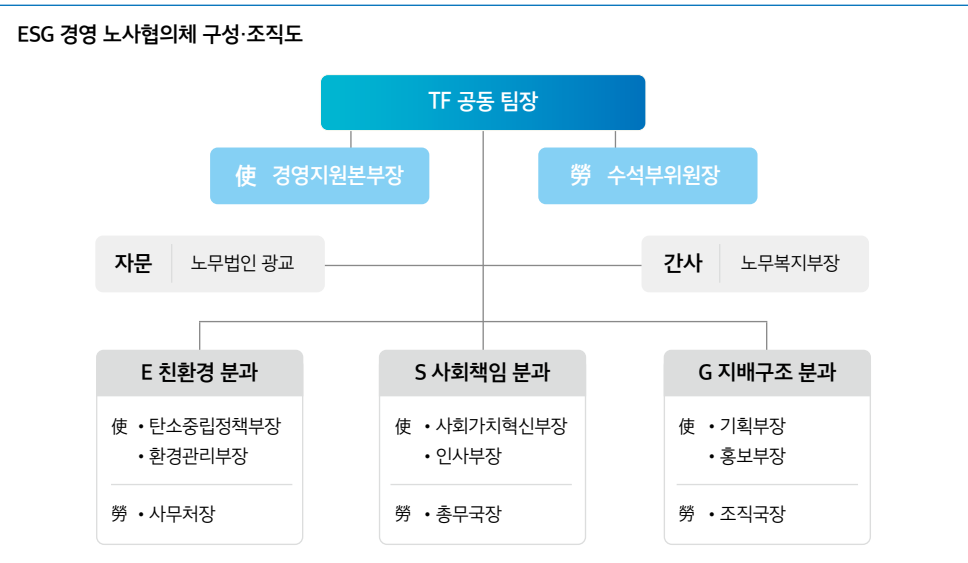 ESG 경영 노사협의체 구성·조직도
TF 공동 팀장
使 경영지원본부장
勞 수석부위원장
자문 노무법인 광교
간사 노무복지부장
E 친환경 분과
使 • 탄소중립정책부장
• 환경관리부장
勞 • 사무처장
S 사회책임 분과
使 • 사회가치혁신부장
• 인사부장
勞 • 총무국장
G 지배구조 분과
使 • 기획부장
• 홍보부장
勞 • 조직국장